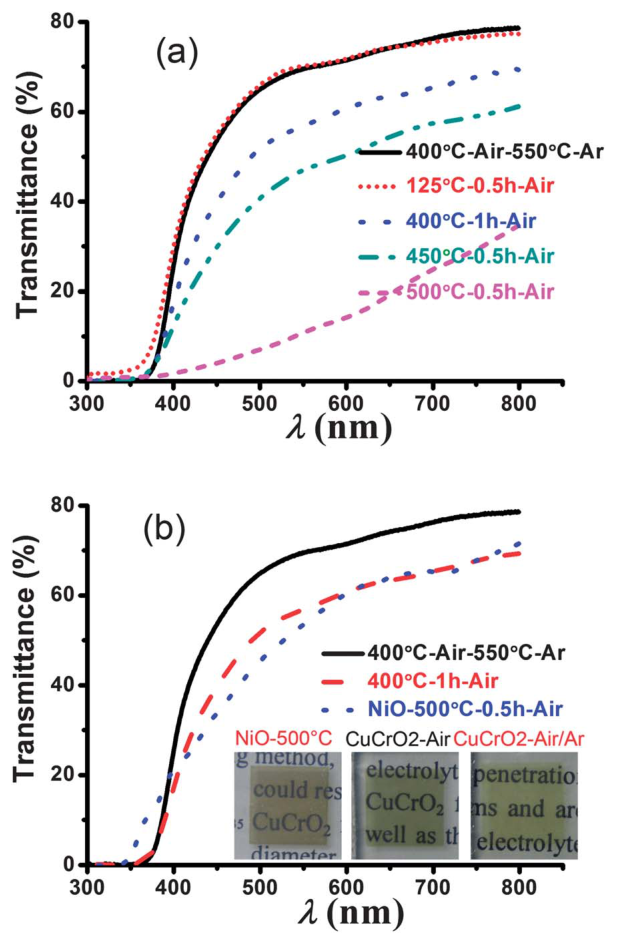 80
60
40
20
0
Transmittance (%)
(a)
400°C-Air-550°C-Ar
125°C-0.5h-Air
400°C-1h-Air
450°C-0.5h-Air
500°C-0.5h-Air
300 400 500 600 700 800
λ (nm)
80
60
40
20
0
Transmittance (%)
(b)
400°C-Air-550°C-Ar
400°C-1h-Air
NiO-500°C-0.5h-Air
NiO-500°C CuCrO2-Air CuCrO2-Air/Ar
g method,
could res
35 CuCrO₂
diameter
electrolyt
CuCrO₂ f
well as th
penetratio
ms and are
electrolyte
300 400 500 600 700 800
λ (nm)